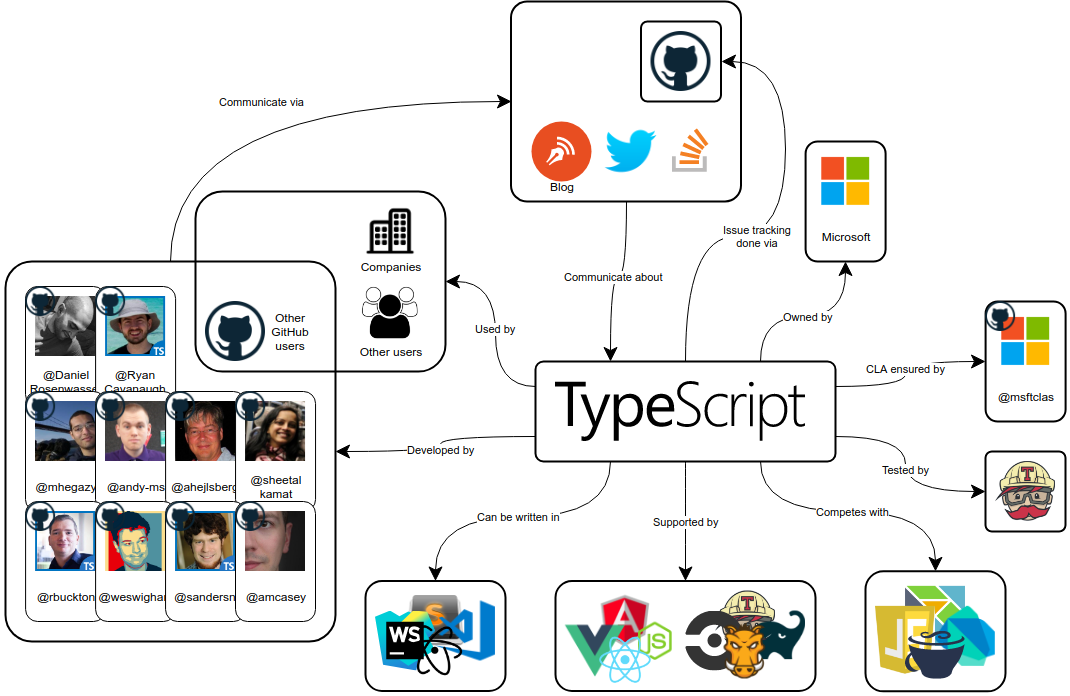 Communicate via
Blog
Issue tracking
done via
Microsoft
Communicate about
Companies
Other
GitHub
users
Other users
Used by
Owned by
CLA ensured by
@msftclas
TypeScript
@Daniel
Rosenwasse
@Ryan
Cavanaugh
TS
@mhegazy
@andy-ms
@ahejlsberg
@sheetal
kamat
Developed by
Tested by
T
Can be written in
Supported by
Competes with
@rbuckton
TS
@weswighar
@sandersn
TS
@amcasey
WS
S
A
JS
T
JS